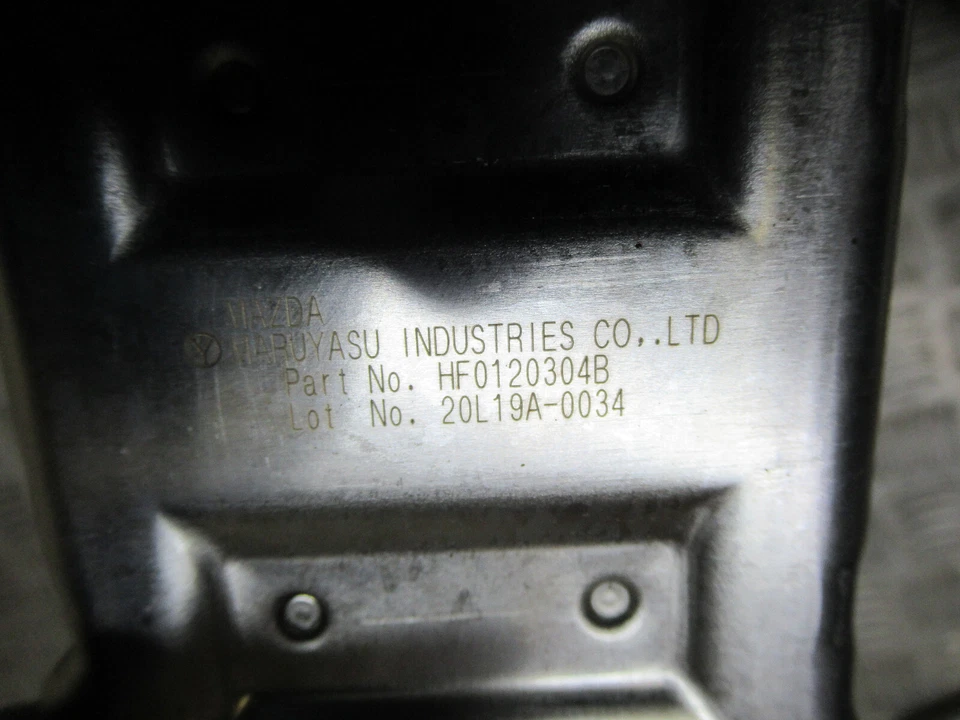 MAZDA
MARUYASU INDUSTRIES CO,.LTD
Part No. HF0120304B
Lot No. 20L19A-0034